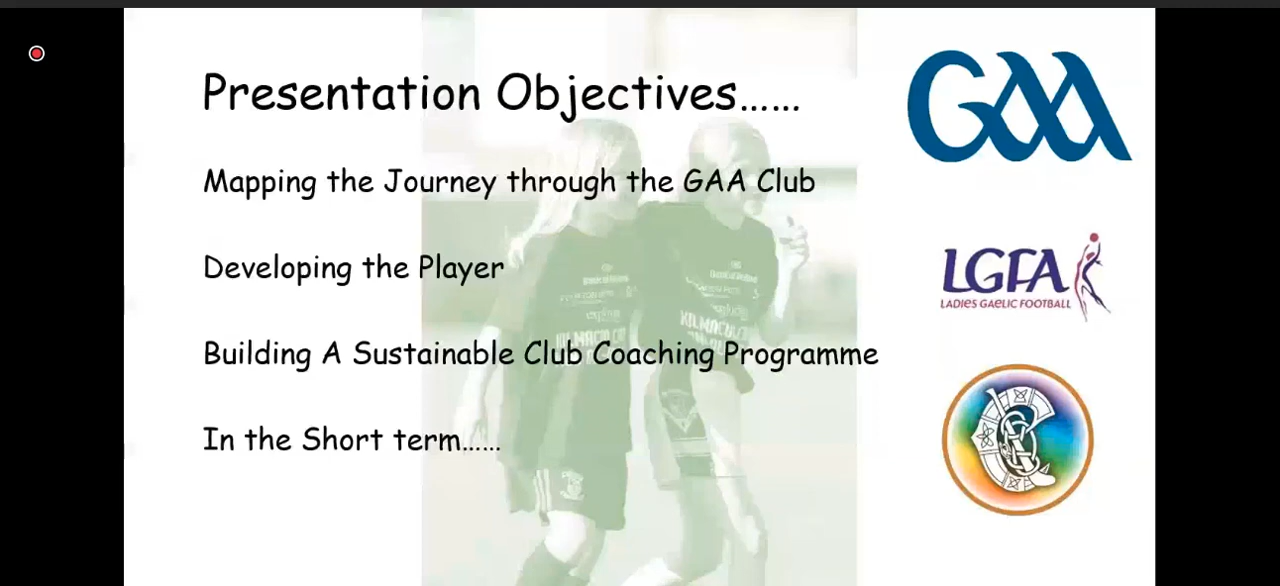 Presentation Objectives......
GAA
Mapping the Journey through the GAA Club
LGFA
LADIES GAELIC FOOTBALL
Developing the Player
Building A Sustainable Club Coaching Programme
In the Short term......